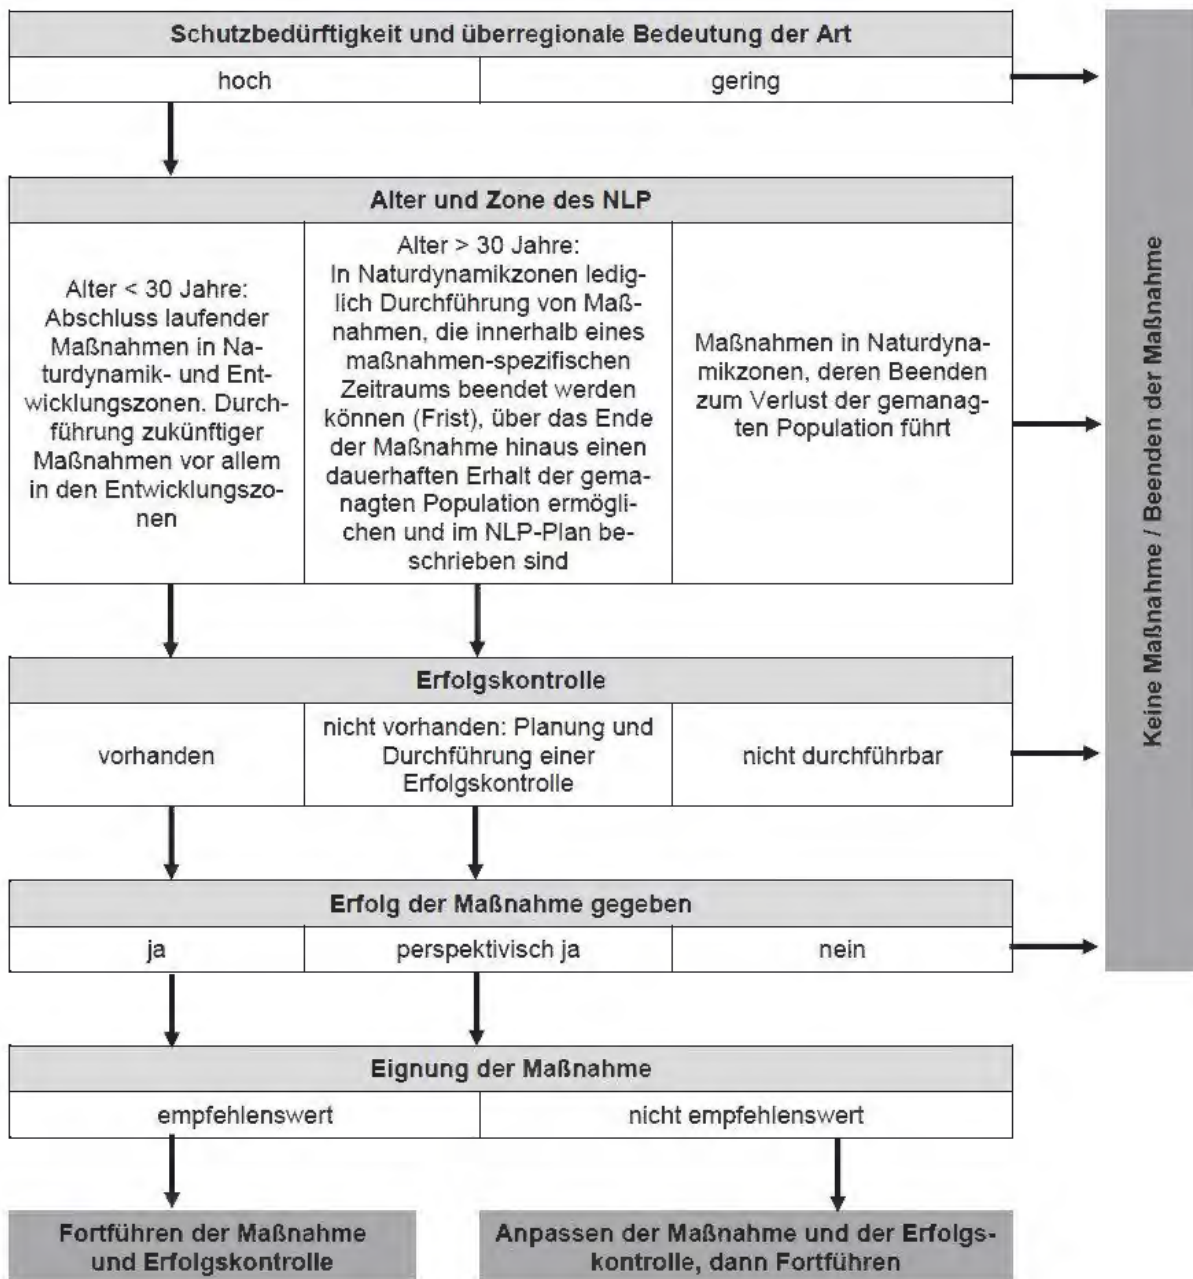 Schutzbedürftigkeit und überregionale Bedeutung der Art
hoch
gering
Alter und Zone des NLP
Alter < 30 Jahre:
Abschluss laufender
Maßnahmen in Na-
turdynamik- und Ent-
wicklungszonen. Durch-
führung zukünftiger
Maßnahmen vor allem
in den Entwicklungszo-
nen
Alter > 30 Jahre:
In Naturdynamikzonen ledig-
lich Durchführung von Maß-
nahmen, die innerhalb eines
maßnahmen-spezifischen
Zeitraums beendet werden
können (Frist), über das Ende
der Maßnahme hinaus einen
dauerhaften Erhalt der gema-
nagten Population ermögli-
chen und im NLP-Plan be-
schrieben sind
Maßnahmen in Naturdyna-
mikzonen, deren Beenden
zum Verlust der gemanag-
ten Population führt
Erfolgskontrolle
vorhanden
nicht vorhanden: Planung und
Durchführung einer
Erfolgskontrolle
nicht durchführbar
Erfolg der Maßnahme gegeben
ja
perspektivisch ja
nein
Eignung der Maßnahme
empfehlenswert
nicht empfehlenswert
Fortführen der Maßnahme
und Erfolgskontrolle
Anpassen der Maßnahme und der Erfolgs-
kontrolle, dann Fortführen
Keine Maßnahme / Beenden der Maßnahme